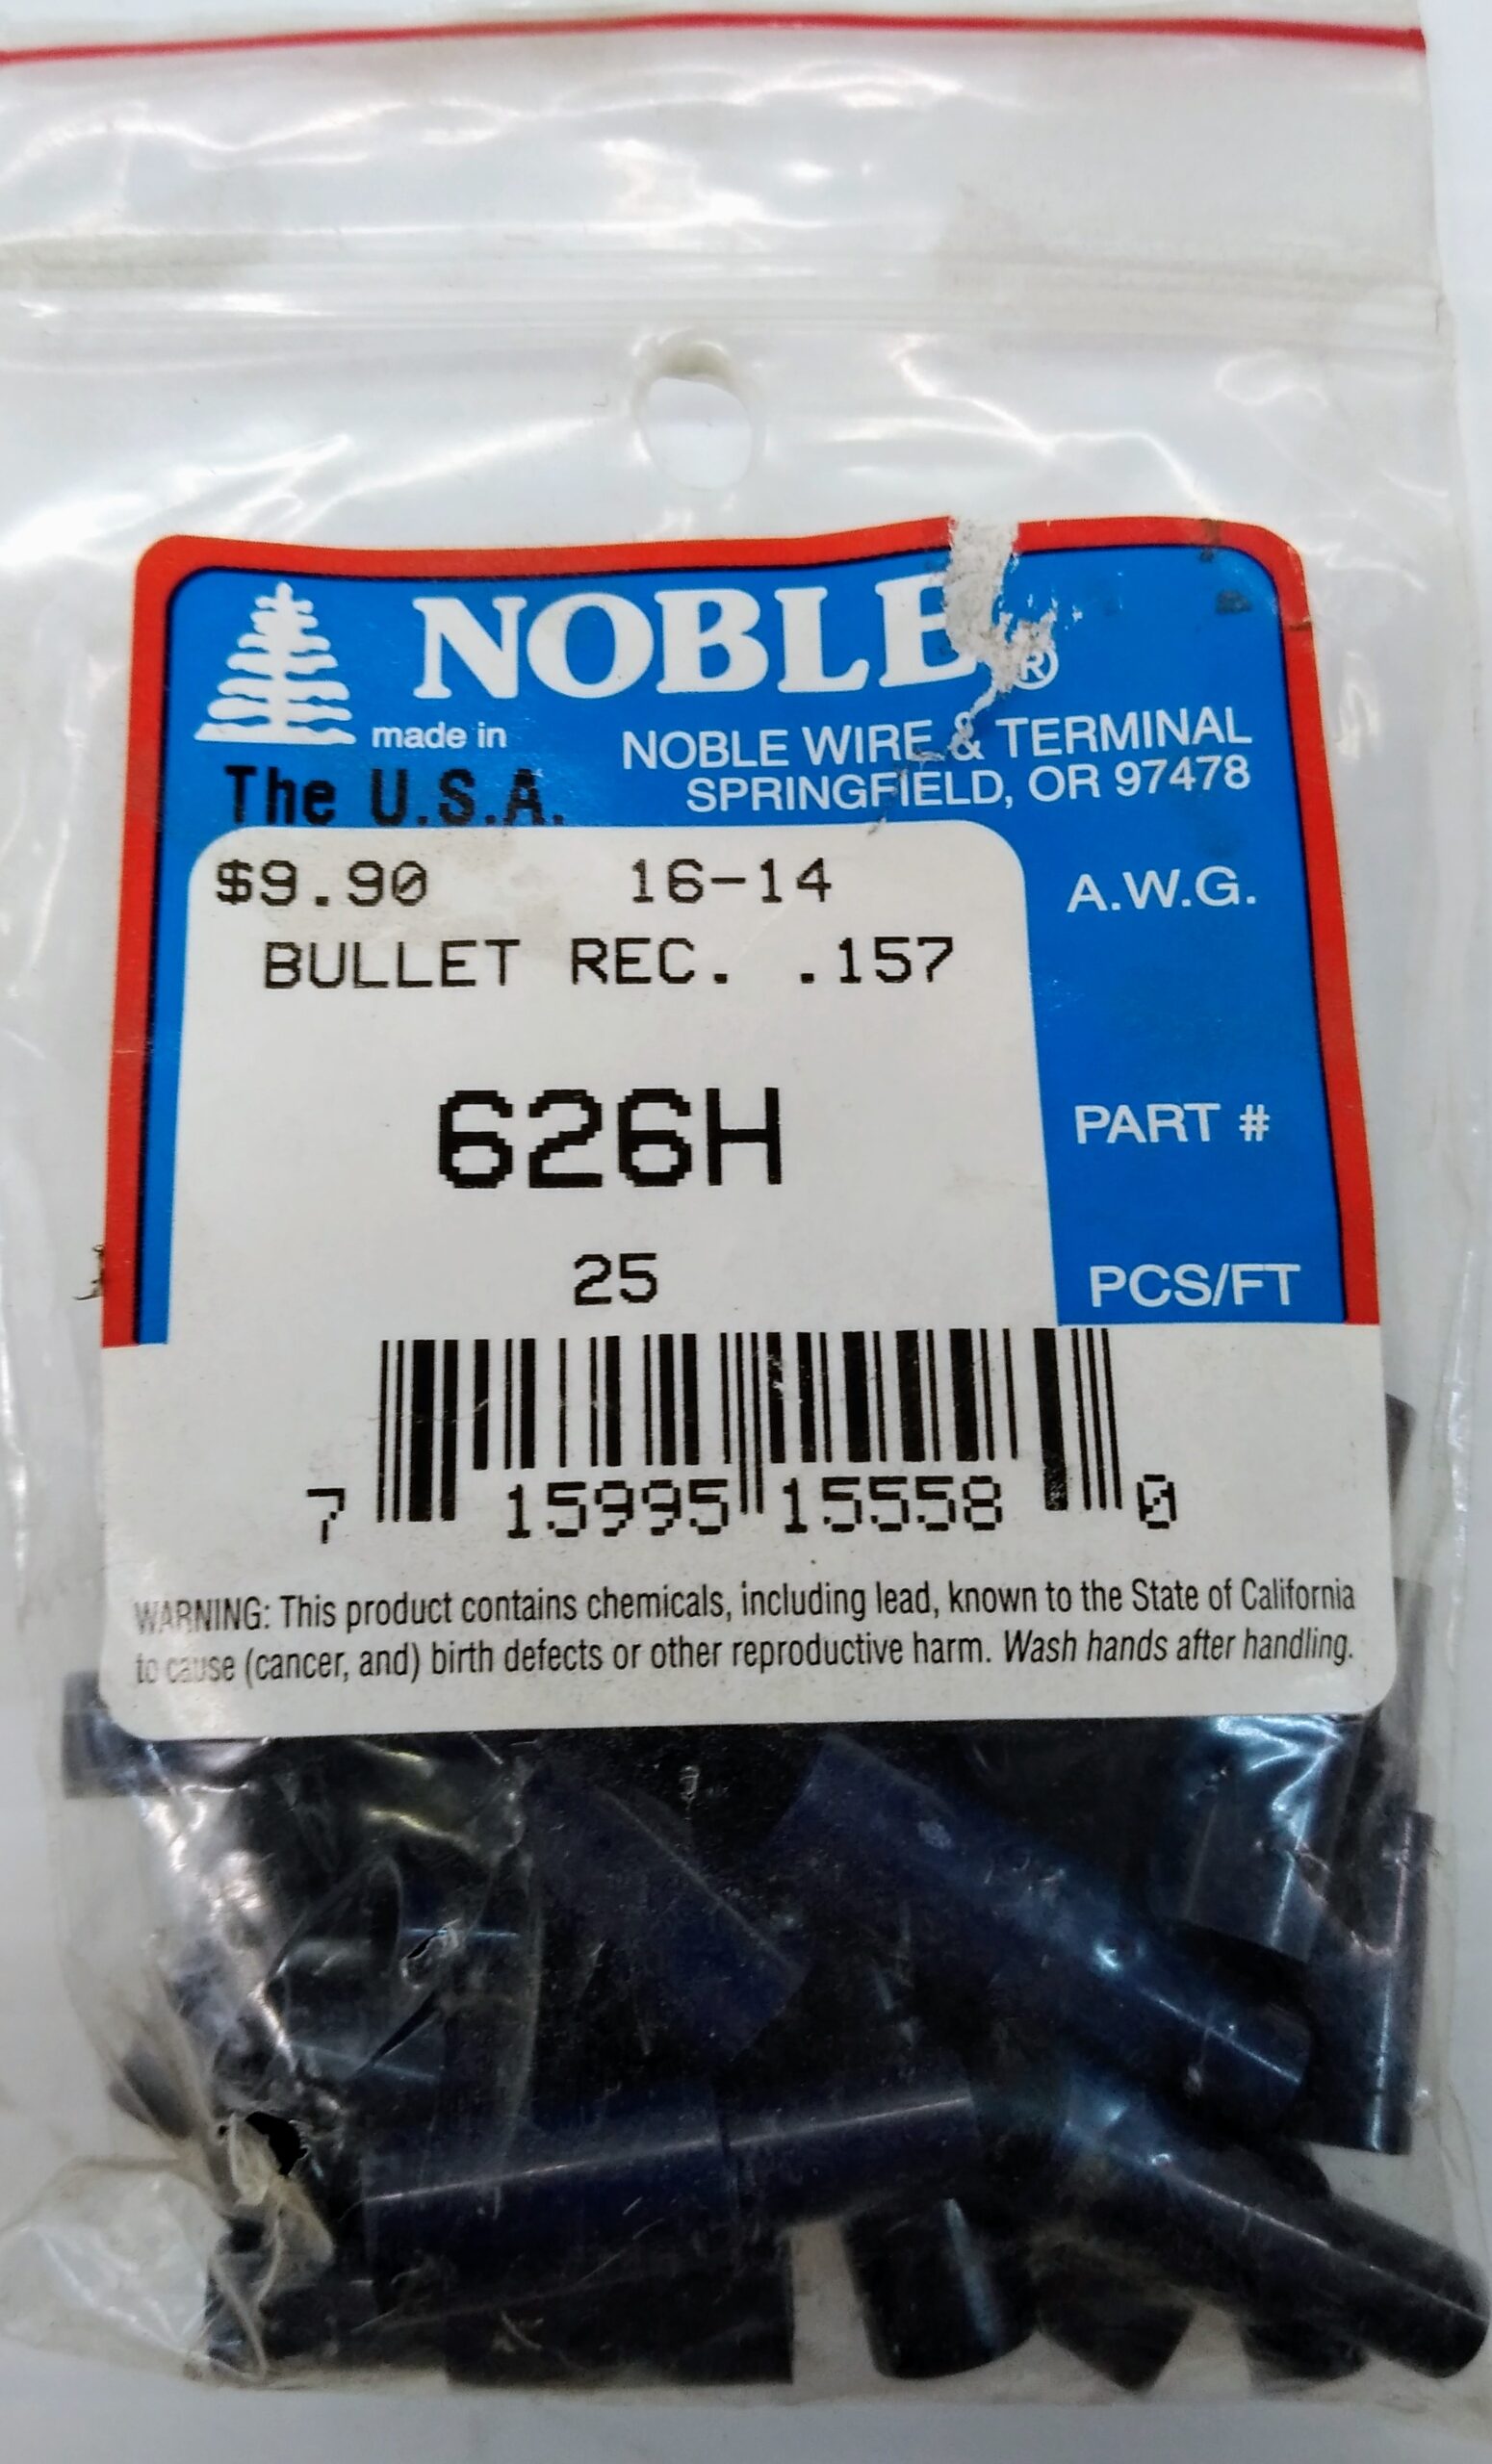 NOBLE®
made in
The U.S.A.
NOBLE WIRE & TERMINAL
SPRINGFIELD, OR 97478
$9.90 16-14 A.W.G.
BULLET REC. .157
626H PART #
25 PCS/FT
7 15995 15558 0
WARNING: This product contains chemicals, including lead, known to the State of California
to cause (cancer, and) birth defects or other reproductive harm. Wash hands after handling.